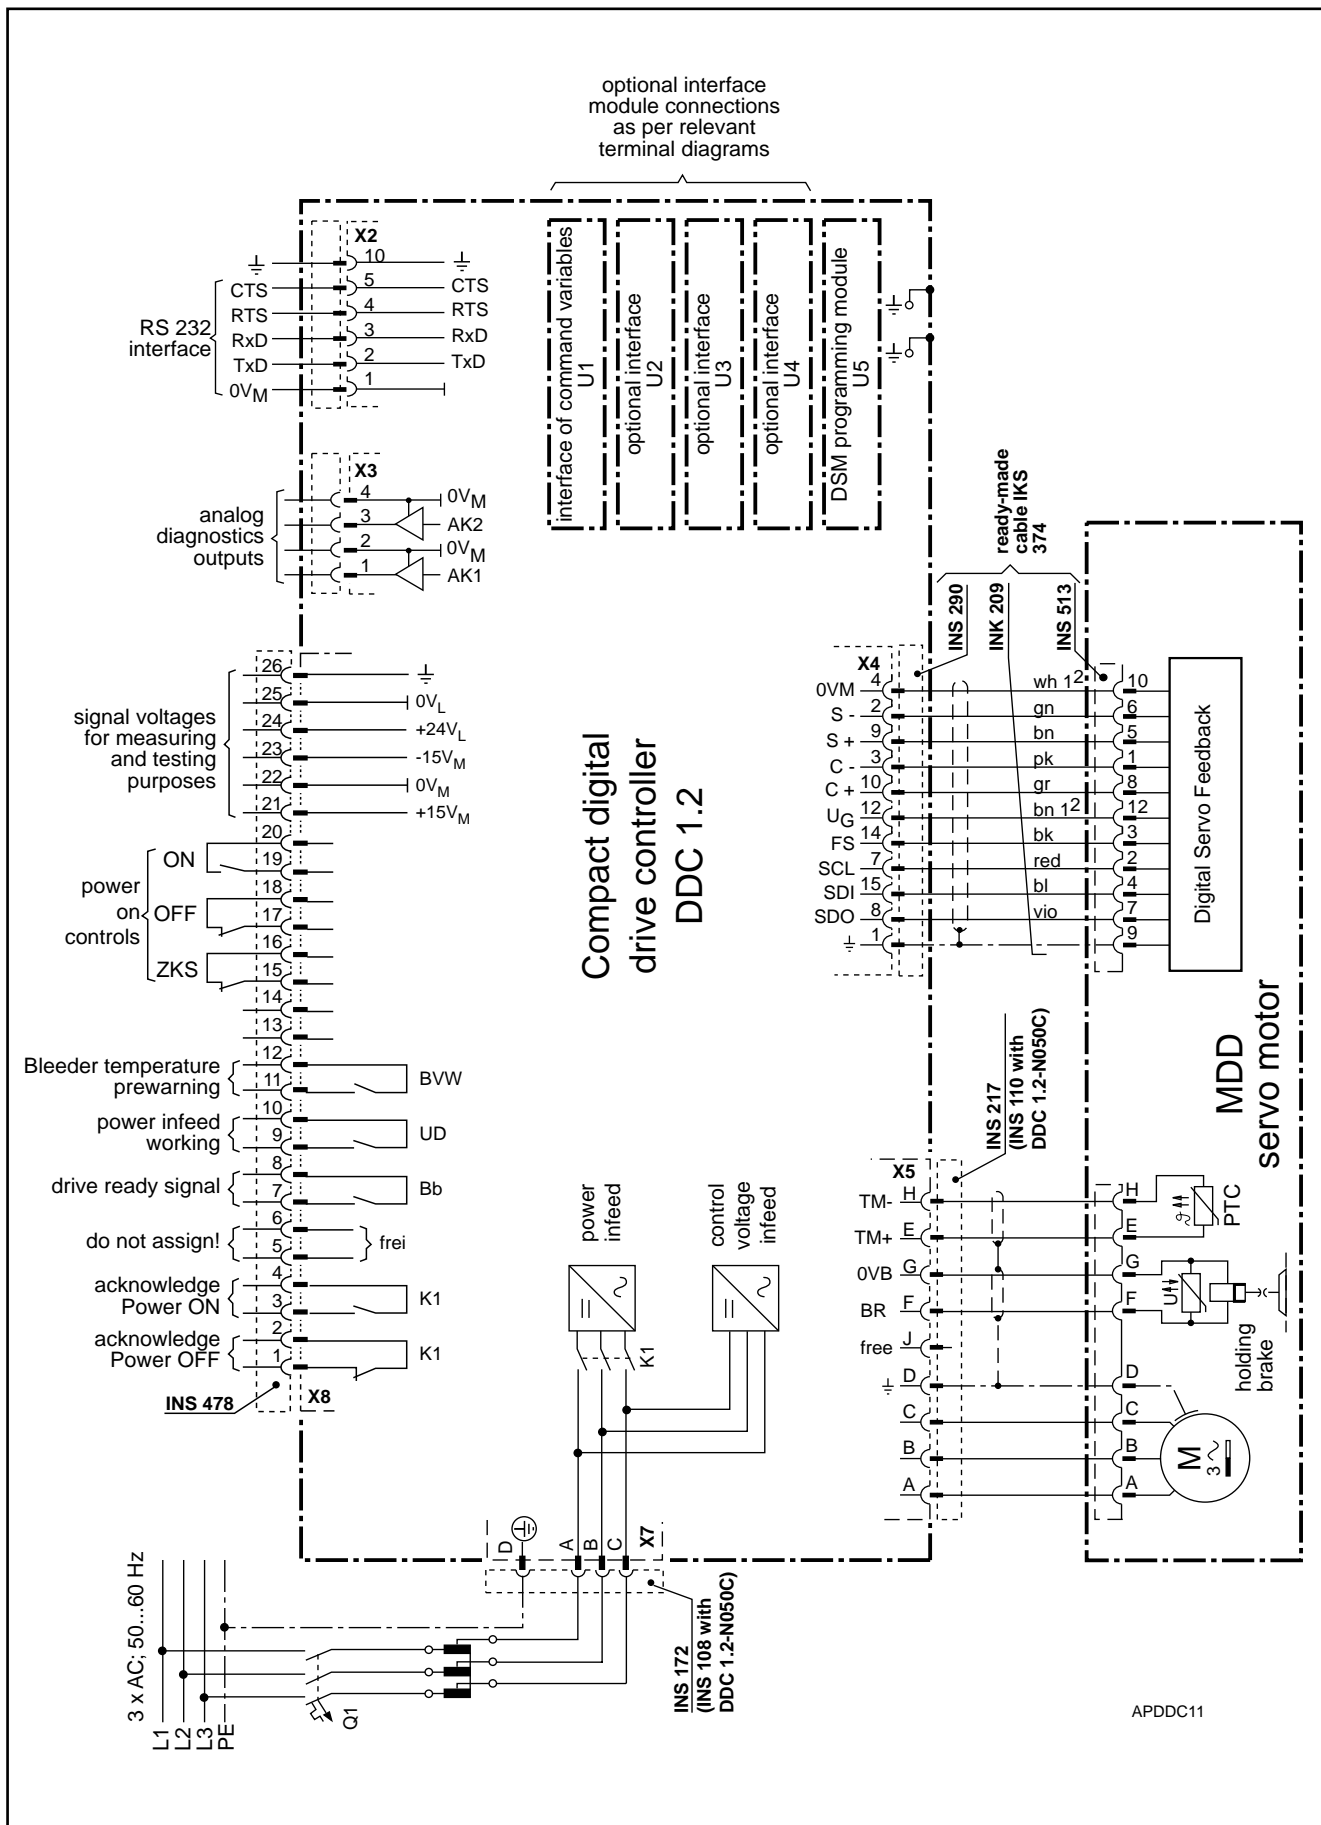 optional interface
module connections
as per relevant
terminal diagrams
X2
10
CTS 5 CTS
RTS 4 RTS
RxD 3 RxD
TxD 2 TxD
0VM 1
RS 232
interface
interface of command variables
U1
optional interface
U2
optional interface
U3
optional interface
U4
DSM programming module
U5
X3
4 0VM
3 AK2
2 0VM
1 AK1
analog
diagnostics
outputs
ready-made
cable IKS
374
INS 290
INK 209
INS 513
signal voltages
for measuring
and testing
purposes
26
25 0VL
24 +24VL
23 -15VM
22 0VM
21 +15VM
power
on
controls
20
ON 19
18
OFF 17
16
ZKS 15
14
13
Bleeder temperature
prewarning
12
11 BVW
power infeed
working
10
9 UD
drive ready signal
8
7 Bb
do not assign!
6
5 frei
acknowledge
Power ON
4
3 K1
acknowledge
Power OFF
2
1 K1
INS 478
X8
Compact digital
drive controller
DDC 1.2
X4
0VM 4 wh 1² 10
S - 2 gn 6
S + 9 bn 5
C - 3 pk 1
C + 10 gr 8
UG 12 bn 1² 12
FS 14 bk 3
SCL 7 red 2
SDI 15 bl 4
SDO 8 vio 7
1 9
Digital Servo Feedback
MDD
servo motor
INS 217
(INS 110 with
DDC 1.2-N050C)
X5
TM- H H
TM+ E E
0VB G G
BR F F
free J
D D
C C
B B
A A
PTC
U
holding
brake
M
3
power
infeed
control
voltage
infeed
K1
D
A
B
C
X7
INS 172
(INS 108 with
DDC 1.2-N050C)
3 x AC; 50...60 Hz
L1
L2
L3
PE
Q1
APDDC11